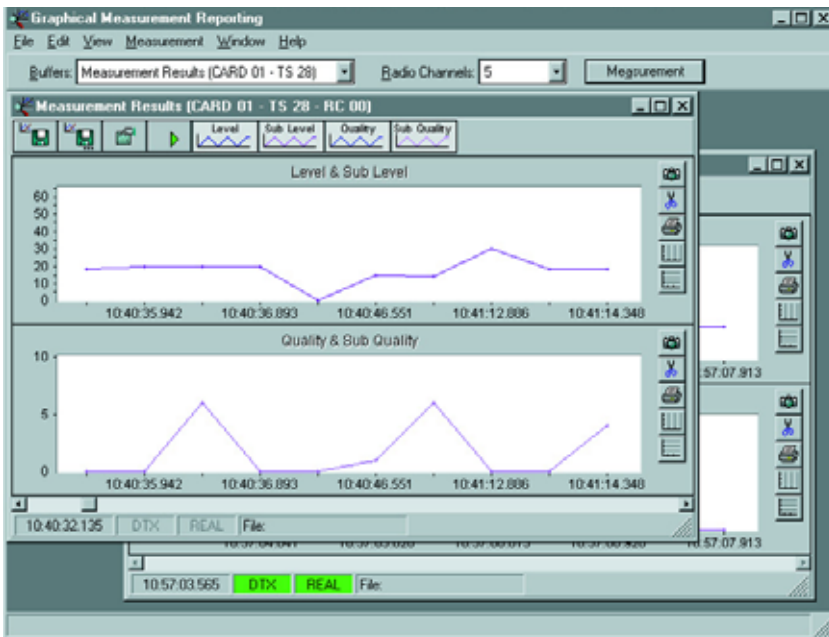 Graphical Measurement Reporting
File Edit View Measurement Window Help
Buffers: Measurement Results (CARD 01 - TS 28) Radio Channels: 5 Measurement
Measurement Results (CARD 01 - TS 28 - RC 00)
Level Sub Level Quality Sub Quality
Level & Sub Level
60
50
40
30
20
10
0
10:40:35.942 10:40:36.893 10:40:46.551 10:41:12.886 10:41:14.348
Quality & Sub Quality
10
5
0
10:40:35.942 10:40:36.893 10:40:46.551 10:41:12.886 10:41:14.348
10:40:32.135 DTX REAL File:
57:07.913
10:57:07.913
10:57:03.565 DTX REAL File: